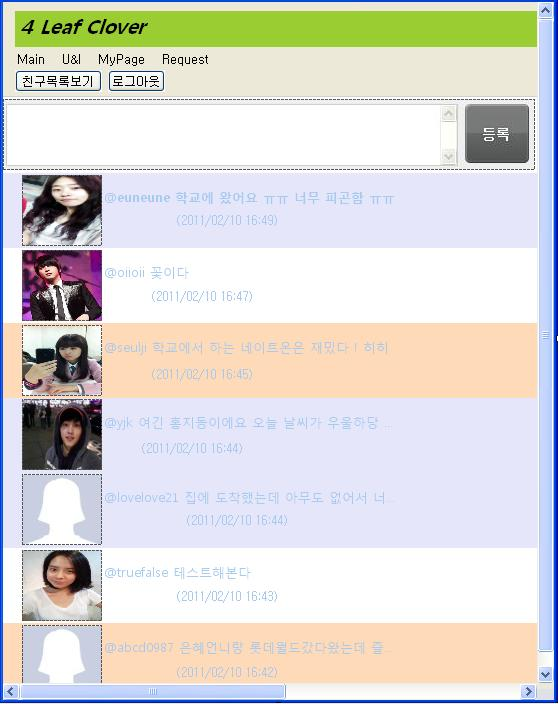 4 Leaf Clover
Main U&I MyPage Request
친구목록보기 로그아웃
등록
@euneune 학교에 왔어요 ㅠㅠ 너무 피곤함 ㅠㅠ
(2011/02/10 16:49)
@oiioii 꽃이다
(2011/02/10 16:47)
@seulji 학교에서 하는 네이트온은 재밌다 ! 히히
(2011/02/10 16:45)
@yjk 여긴 홍지동이에요 오늘 날씨가 우울하당 ...
(2011/02/10 16:44)
@lovelove21 집에 도착했는데 아무도 없어서 너...
(2011/02/10 16:44)
@truefalse 테스트해본다
(2011/02/10 16:43)
@abcd0987 은혜언니랑 롯데월드갔다왔는데 즐...
(2011/02/10 16:42)